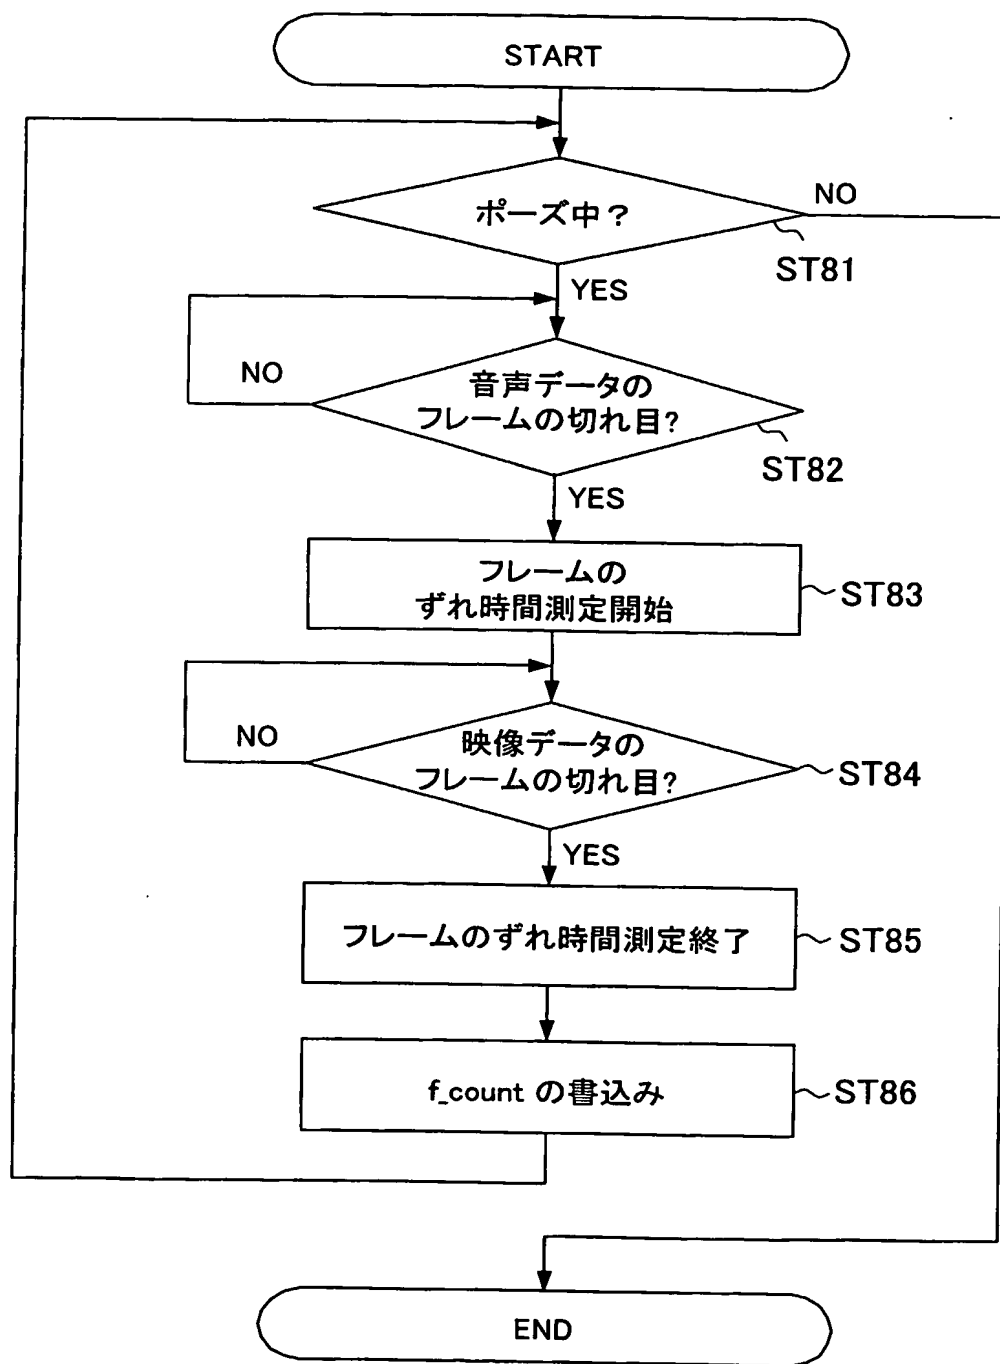 START
ポーズ中？
NO
ST81
YES
NO
音声データの
フレームの切れ目?
ST82
YES
フレームの
ずれ時間測定開始
ST83
NO
映像データの
フレームの切れ目?
ST84
YES
フレームのずれ時間測定終了
ST85
f_count の書込み
ST86
END